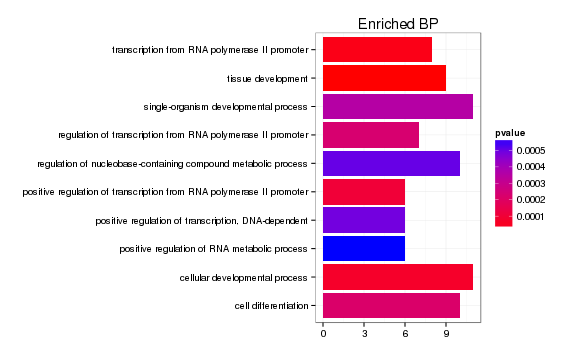 Enriched BP
transcription from RNA polymerase II promoter
tissue development
single-organism developmental process
regulation of transcription from RNA polymerase II promoter
regulation of nucleobase-containing compound metabolic process
positive regulation of transcription from RNA polymerase II promoter
positive regulation of transcription, DNA-dependent
positive regulation of RNA metabolic process
cellular developmental process
cell differentiation
0 3 6 9
pvalue
0.0005
0.0004
0.0003
0.0002
0.0001